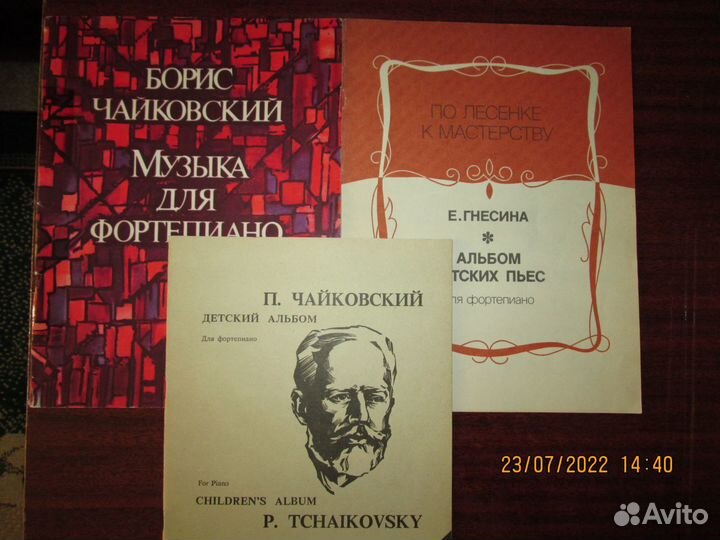 БОРИС
ЧАЙКОВСКИЙ
МУЗЫКА
ДЛЯ
ФОРТЕПИАНО
ПО ЛЕСЕНКЕ
К МАСТЕРСТВУ
Е.ГНЕСИНА
*
АЛЬБОМ
ТСКИХ ПЬЕС
ля фортепиано
П. ЧАЙКОВСКИЙ
ДЕТСКИЙ АЛЬБОМ
Для фортепиано
For Piano
CHILDREN'S ALBUM
P. TCHAIKOVSKY
23/07/2022 14:40
Avito